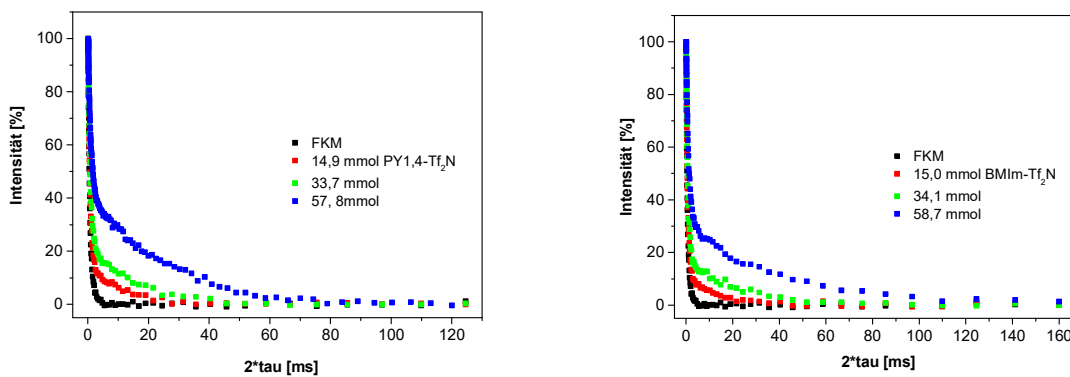 Intensität [%]
100
80
60
40
20
0
FKM
14,9 mmol PY1,4-Tf₂N
33,7 mmol
57, 8mmol
0 20 40 60 80 100 120
2*tau [ms]
Intensität [%]
100
80
60
40
20
0
FKM
15,0 mmol BMIm-Tf₂N
34,1 mmol
58,7 mmol
0 20 40 60 80 100 120 140 160
2*tau [ms]